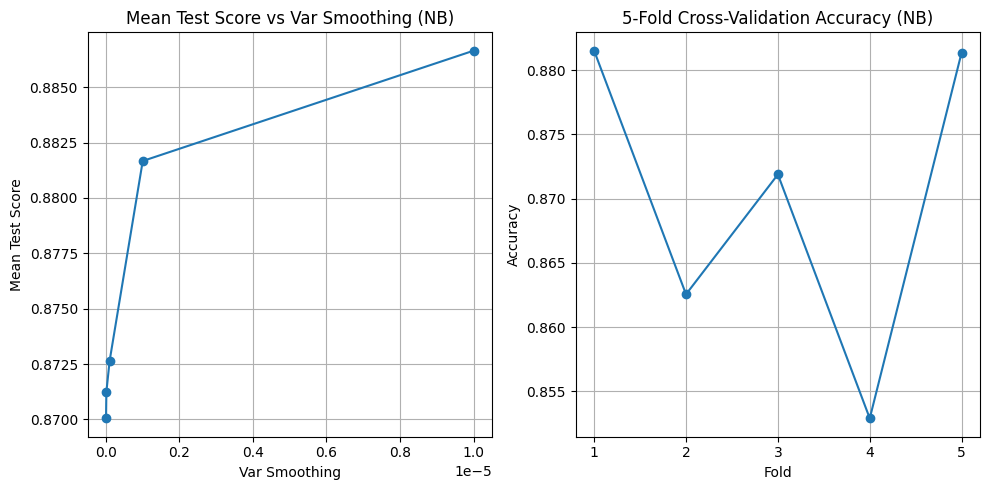 Mean Test Score vs Var Smoothing (NB)
Mean Test Score
0.8850
0.8825
0.8800
0.8775
0.8750
0.8725
0.8700
0.0 0.2 0.4 0.6 0.8 1.0
1e−5
Var Smoothing
5-Fold Cross-Validation Accuracy (NB)
Accuracy
0.880
0.875
0.870
0.865
0.860
0.855
1 2 3 4 5
Fold